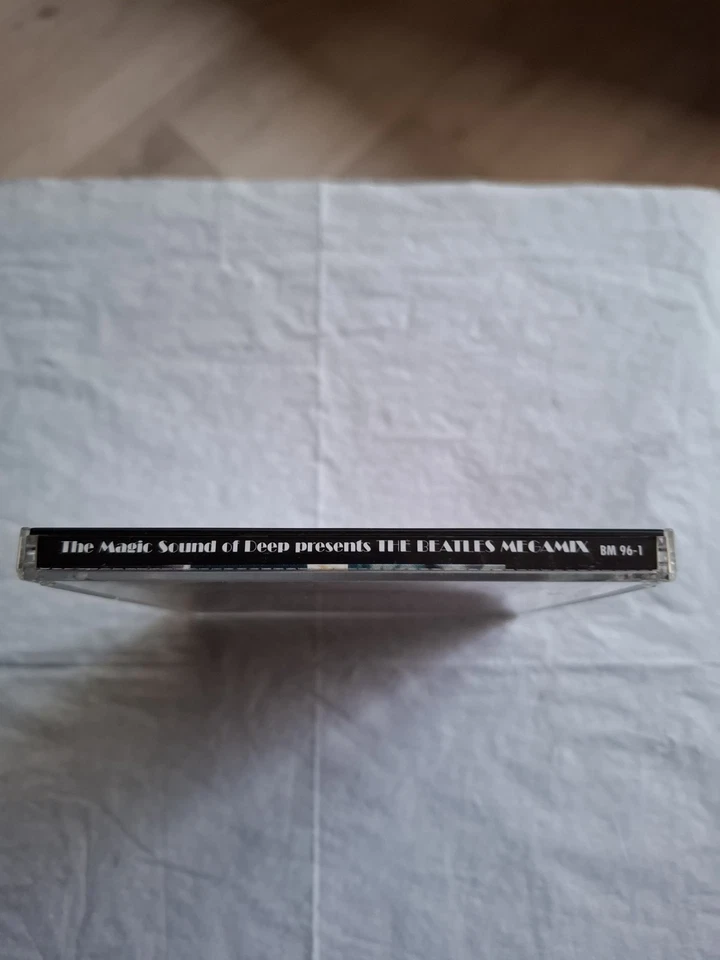 The Magic Sound of Deep presents THE BEATLES MEGAMIX BM 96-1